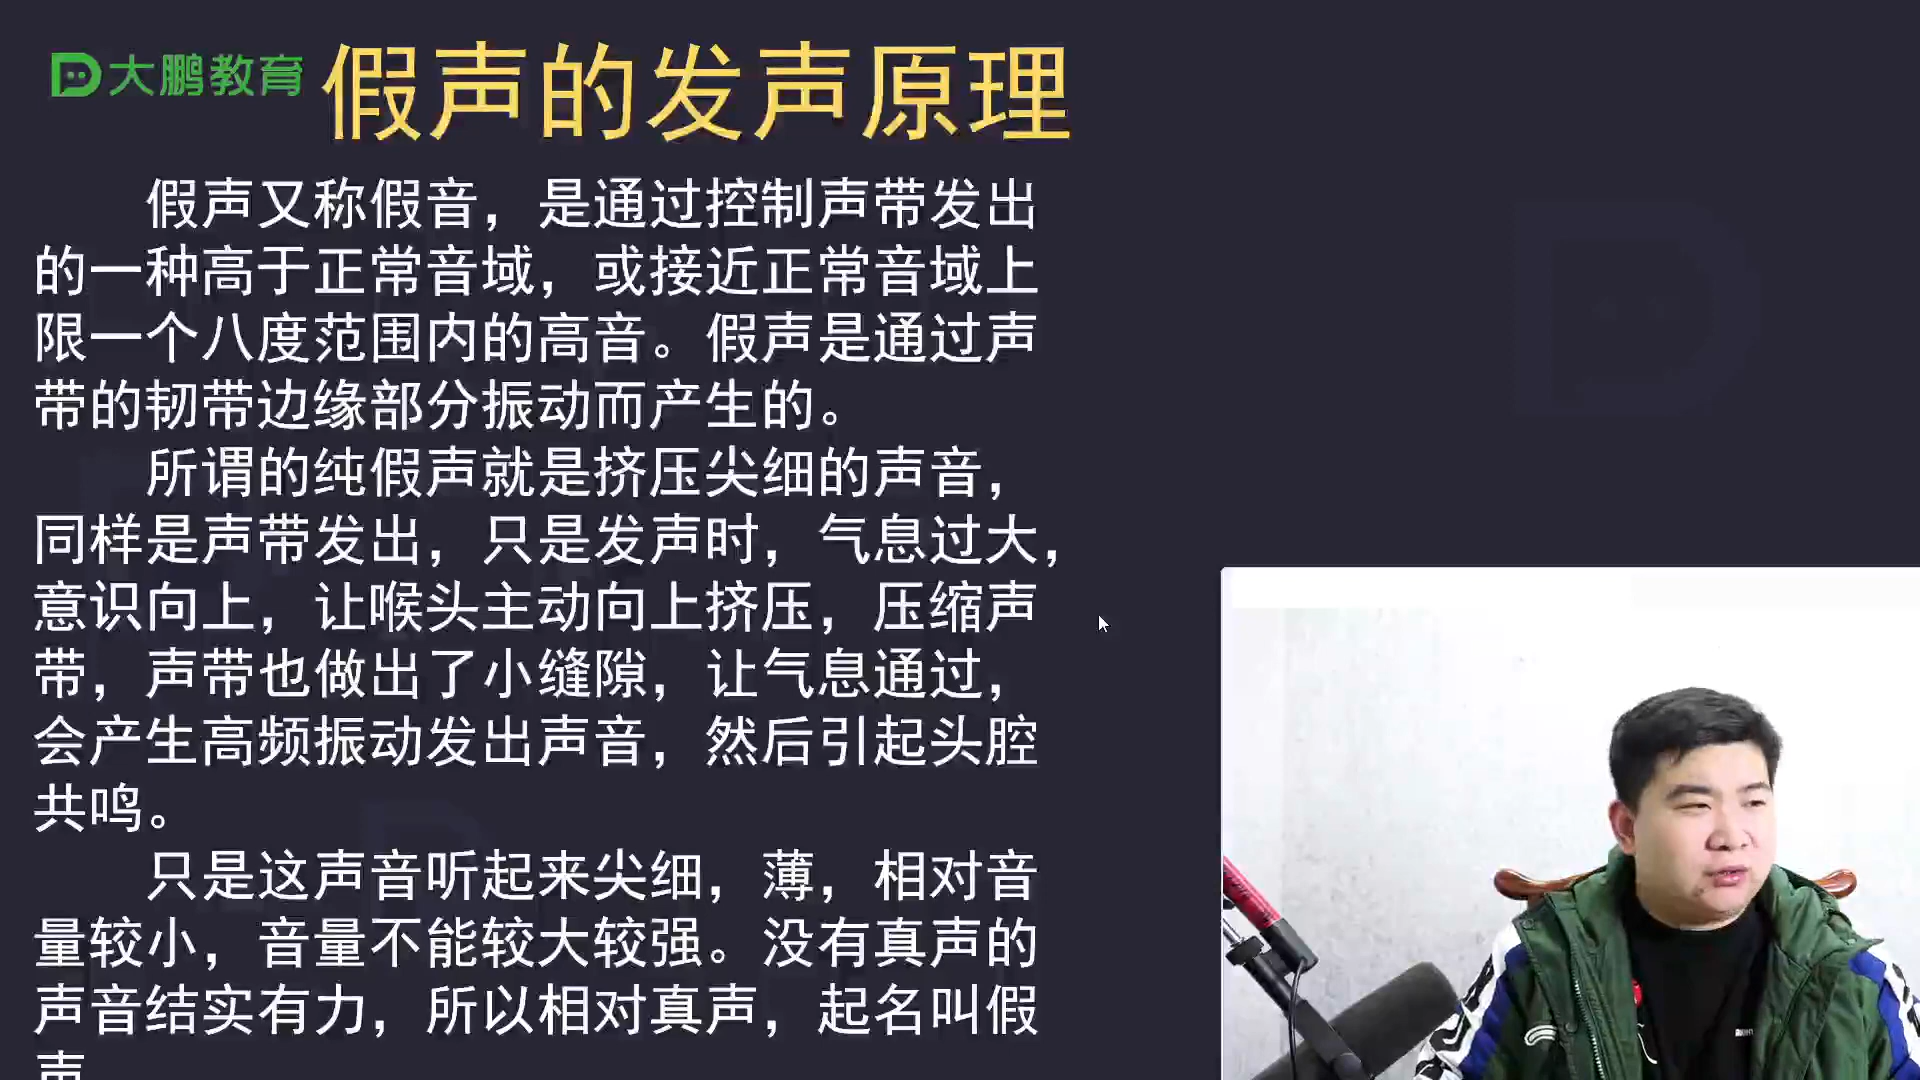 大鹏教育
假声的发声原理
假声又称假音，是通过控制声带发出
的一种高于正常音域，或接近正常音域上
限一个八度范围内的高音。假声是通过声
带的韧带边缘部分振动而产生的。
所谓的纯假声就是挤压尖细的声音，
同样是声带发出，只是发声时，气息过大，
意识向上，让喉头主动向上挤压，压缩声
带，声带也做出了小缝隙，让气息通过，
会产生高频振动发出声音，然后引起头腔
共鸣。
只是这声音听起来尖细，薄，相对音
量较小，音量不能较大较强。没有真声的
声音结实有力，所以相对真声，起名叫假
声